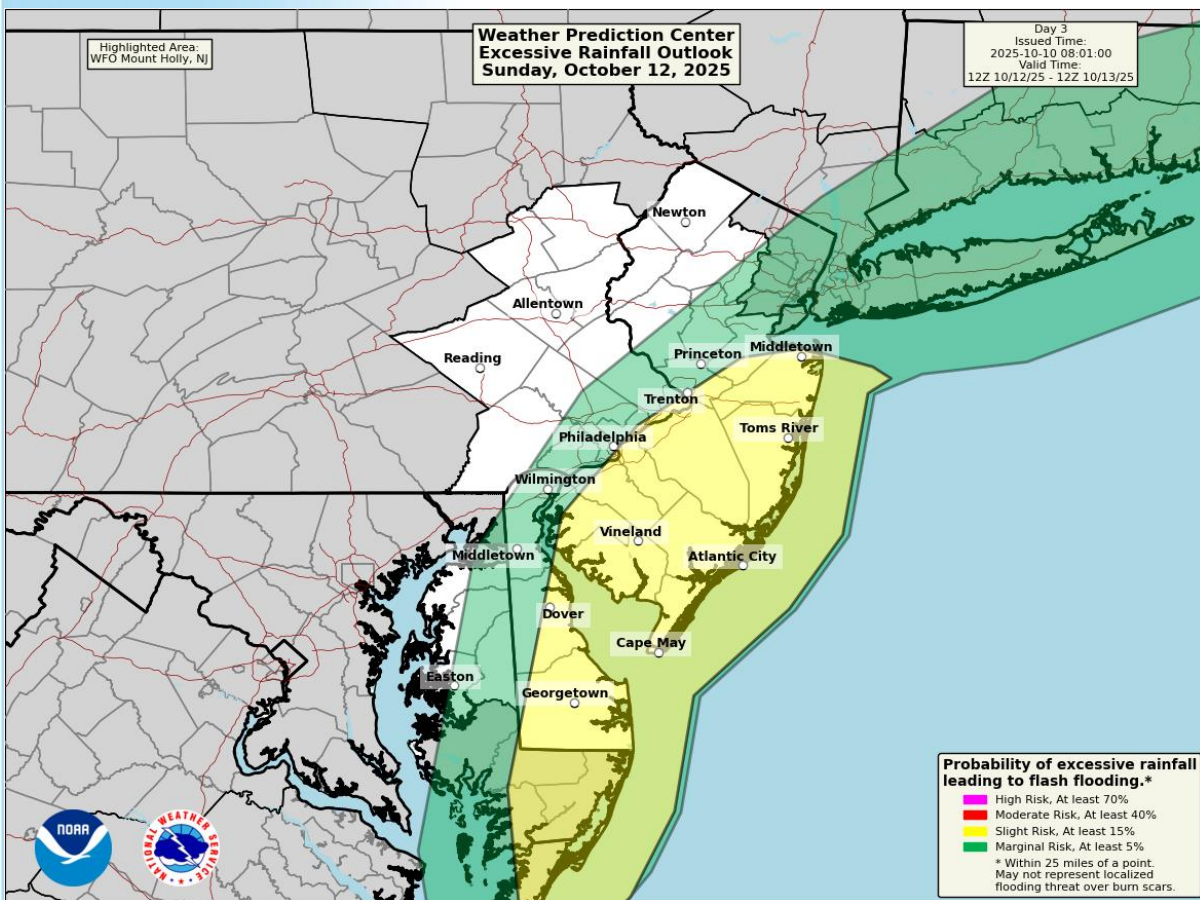 Highlighted Area:
WFO Mount Holly, NJ
Weather Prediction Center
Excessive Rainfall Outlook
Sunday, October 12, 2025
Day 3
Issued Time:
2025-10-10 08:01:00
Valid Time:
12Z 10/12/25 - 12Z 10/13/25
Newton
Allentown
Reading
Princeton
Middletown
Trenton
Toms River
Philadelphia
Wilmington
Vineland
Middletown
Atlantic City
Dover
Cape May
Easton
Georgetown
Probability of excessive rainfall
leading to flash flooding.*
High Risk, At least 70%
Moderate Risk, At least 40%
Slight Risk, At least 15%
Marginal Risk, At least 5%
* Within 25 miles of a point.
May not represent localized
flooding threat over burn scars.
NOAA
NATIONAL WEATHER SERVICE